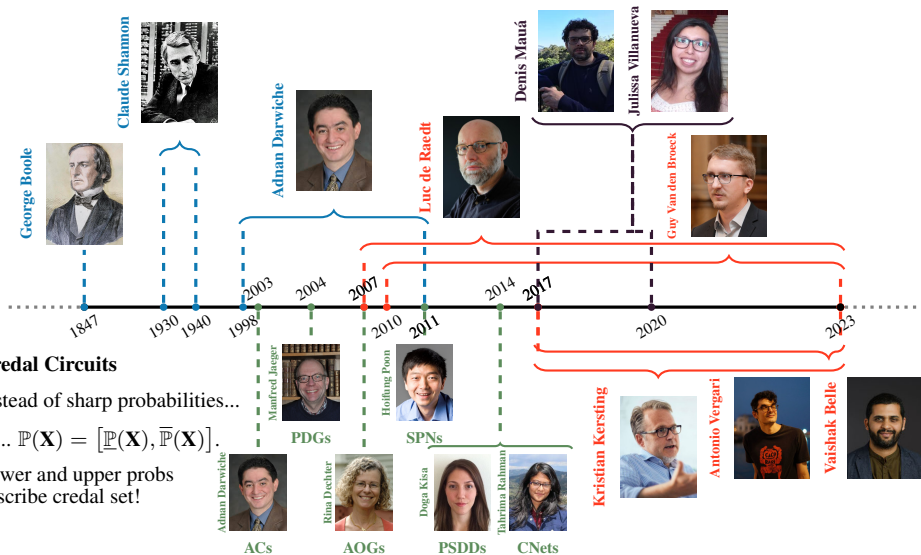 Claude Shannon
Denis Mauá
Julissa Villanueva
Adnan Darwiche
George Boole
Luc de Raedt
Guy Van den Broeck
2003
2004
2007
2014
2017
1847
1930
1940
1998
2010
2011
2020
2023
redal Circuits
stead of sharp probabilities...
... ℙ(X) = [ℙ̲(X), ℙ̅(X)].
wer and upper probs
scribe credal set!
Manfred Jaeger
Hoifung Poon
PDGs
SPNs
Adnan Darwiche
Rina Dechter
Doga Kisa
Tahrima Rahman
Kristian Kersting
Antonio Vergari
Vaishak Belle
ACs
AOGs
PSDDs
CNets